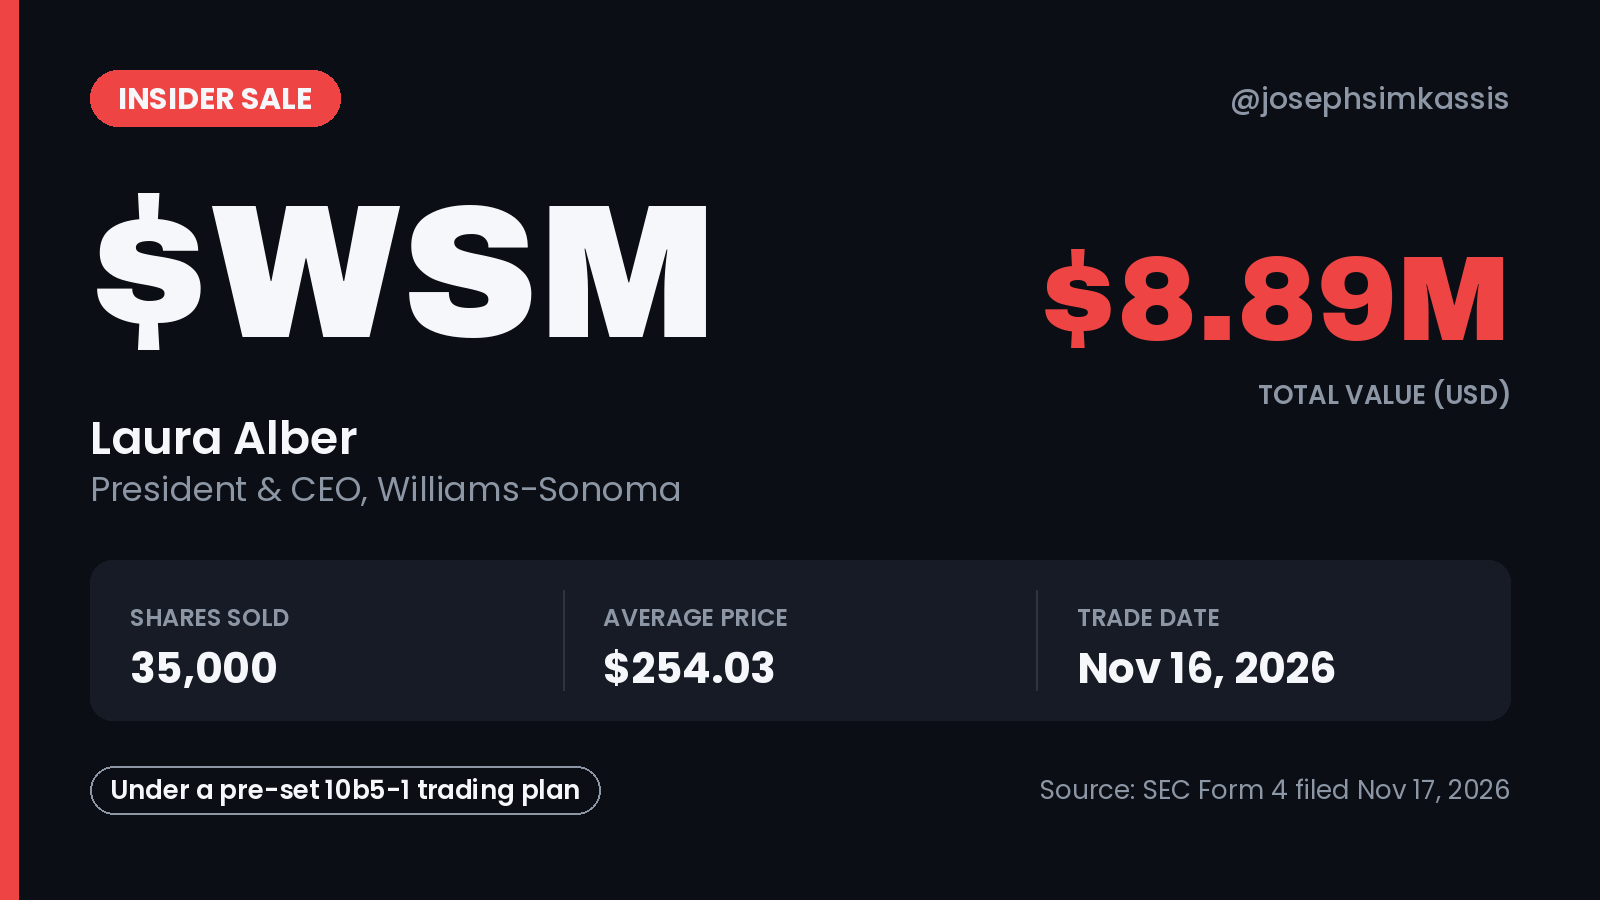 INSIDER SALE
@josephsimkassis
$WSM
$8.89M
TOTAL VALUE (USD)
Laura Alber
President & CEO, Williams-Sonoma
SHARES SOLD
35,000
AVERAGE PRICE
$254.03
TRADE DATE
Nov 16, 2026
Under a pre-set 10b5-1 trading plan
Source: SEC Form 4 filed Nov 17, 2026